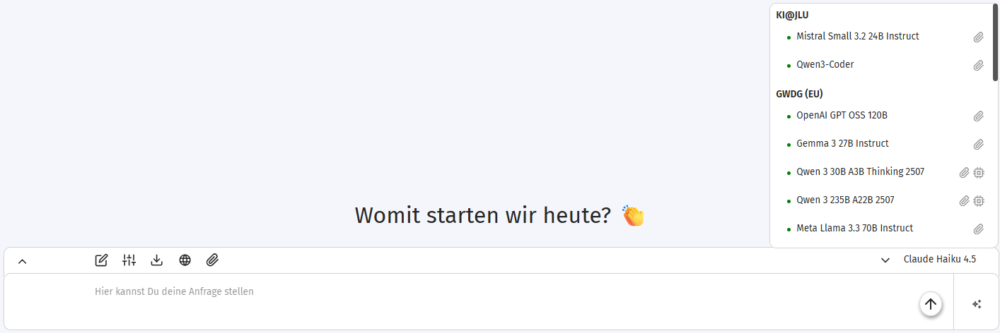 KI@JLU
Mistral Small 3.2 24B Instruct
Qwen3-Coder
GWDG (EU)
OpenAI GPT OSS 120B
Gemma 3 27B Instruct
Qwen 3 30B A3B Thinking 2507
Qwen 3 235B A22B 2507
Meta Llama 3.3 70B Instruct
Womit starten wir heute? 👏
Claude Haiku 4.5
Hier kannst Du deine Anfrage stellen